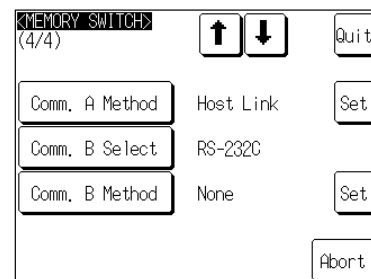 <MEMORY SWITCH>
(4/4)
Quit
Comm. A Method Host Link Set
Comm. B Select RS-232C
Comm. B Method None Set
Abort